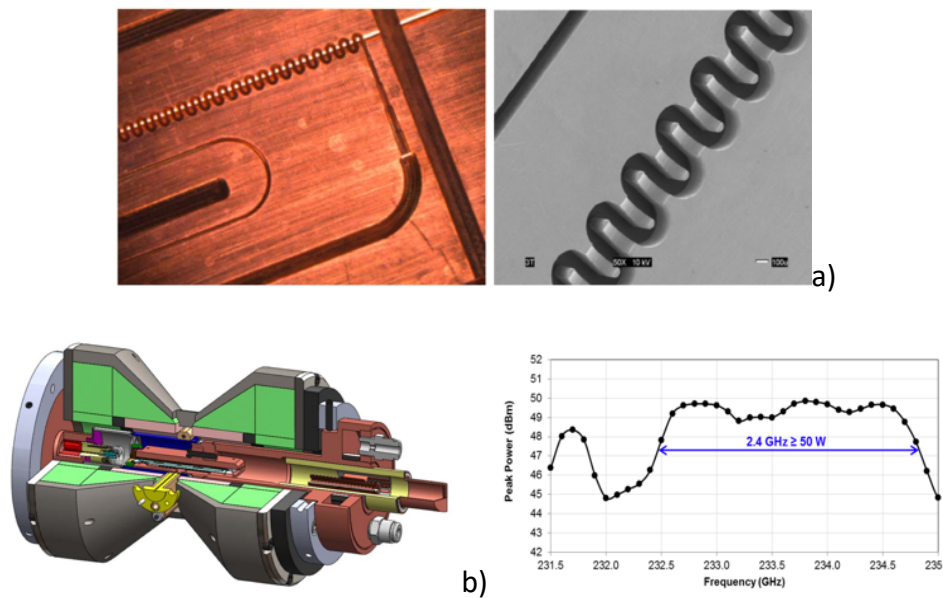 3T 50X 10 kV 100µ
a)
b)
52
51
50
49
48
47
46
45
44
43
42
Peak Power (dBm)
2.4 GHz ≥ 50 W
231.5 232.0 232.5 233.0 233.5 234.0 234.5 235
Frequency (GHz)